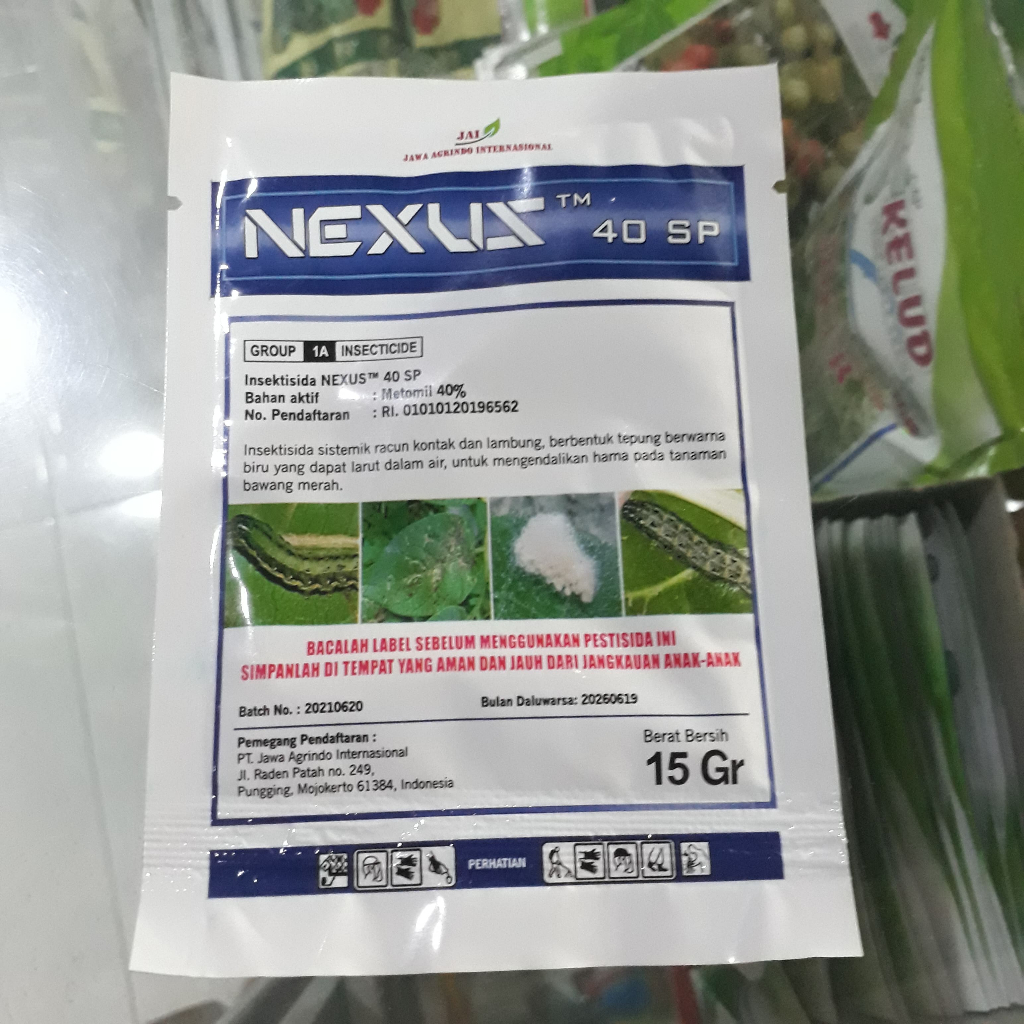 JAI
JAWA AGRINDO INTERNASIONAL
NEXUS™ 40 SP
GROUP 1A INSECTICIDE
Insektisida NEXUS™ 40 SP
Bahan aktif : Metomil 40%
No. Pendaftaran : RI. 01010120196562
Insektisida sistemik racun kontak dan lambung, berbentuk tepung berwarna
biru yang dapat larut dalam air, untuk mengendalikan hama pada tanaman
bawang merah.
BACALAH LABEL SEBELUM MENGGUNAKAN PESTISIDA INI
SIMPANLAH DI TEMPAT YANG AMAN DAN JAUH DARI JANGKAUAN ANAK-ANAK
Batch No. : 20210620
Bulan Daluwarsa: 20260619
Pemegang Pendaftaran :
PT. Jawa Agrindo Internasional
Jl. Raden Patah no. 249,
Pungging, Mojokerto 61384, Indonesia
Berat Bersih
15 Gr
PERHATIAN
KELUD